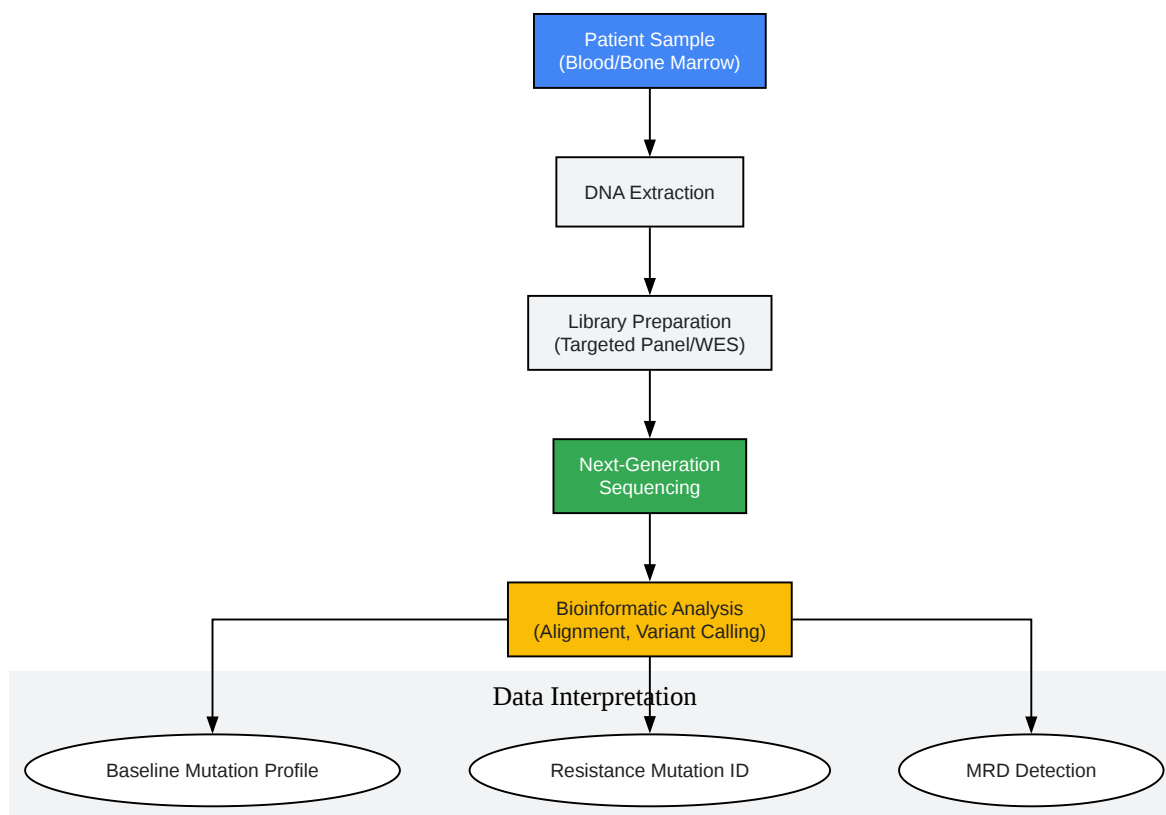 Patient Sample
(Blood/Bone Marrow)
DNA Extraction
Library Preparation
(Targeted Panel/WES)
Next-Generation
Sequencing
Bioinformatic Analysis
(Alignment, Variant Calling)
Data Interpretation
Baseline Mutation Profile
Resistance Mutation ID
MRD Detection